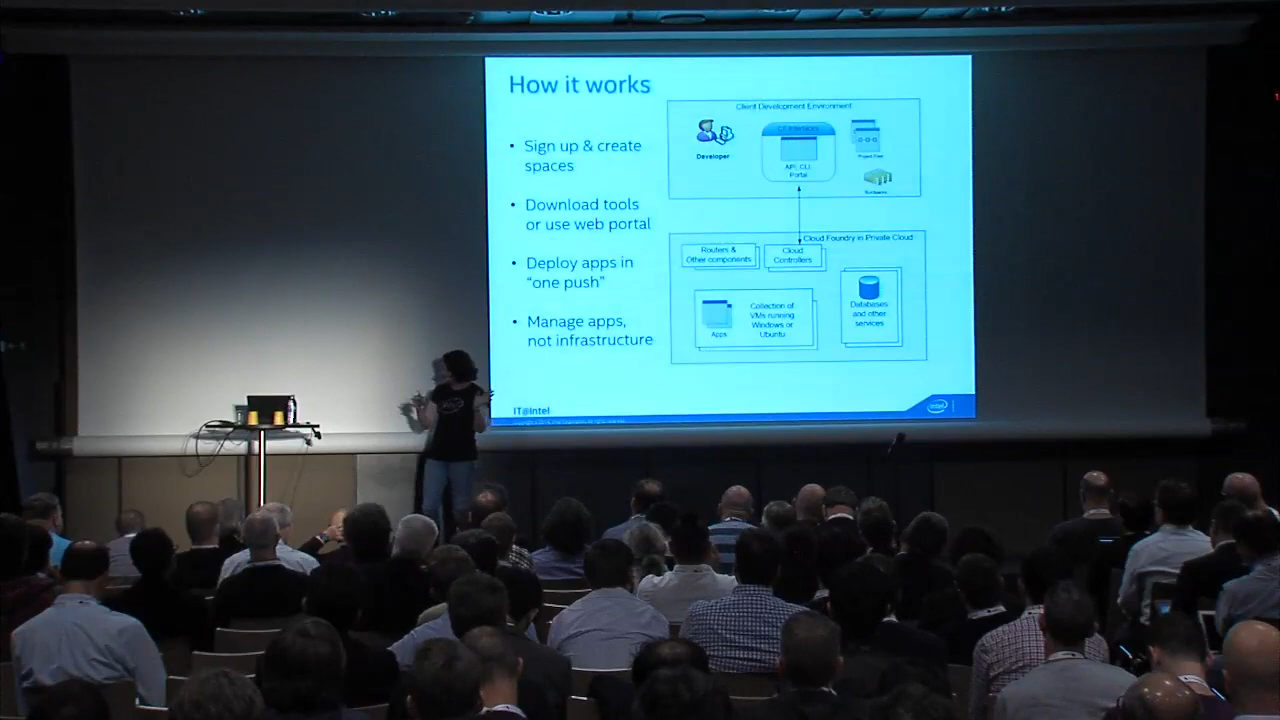 How it works
• Sign up & create
spaces
• Download tools
or use web portal
• Deploy apps in
“one push”
• Manage apps,
not infrastructure
Client Development Environment
Developer
CF Interfaces
API, CLI,
Portal
Cloud Foundry in Private Cloud
Routers &
Other components
Cloud
Controllers
Apps
Collection of
VMs running
Windows or
Ubuntu
Databases
and other
services
IT@Intel
intel